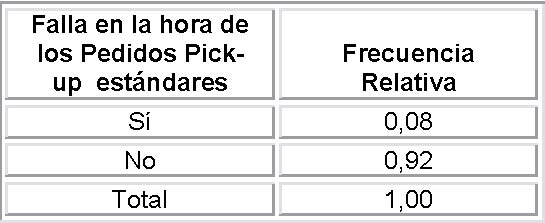 Falla en la hora de
los Pedidos Pick-
up estándares
Frecuencia
Relativa
Sí
0,08
No
0,92
Total
1,00